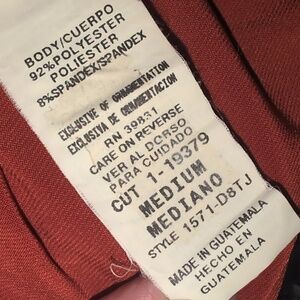 BODY/CUERPO
92% POLYESTER
POLIESTER
8%SPANDEX/SPANDEX
EXCLUSIVE OF ORNAMENTATION
EXCLUSIVA DE ORNAMENTACION
RN 39831
CARE ON REVERSE
VER AL DORSO
PARA CUIDADO
CUT 1-19379
MEDIUM
MEDIANO
STYLE 1571-D8TJ
MADE IN GUATEMALA
HECHO EN
GUATEMALA